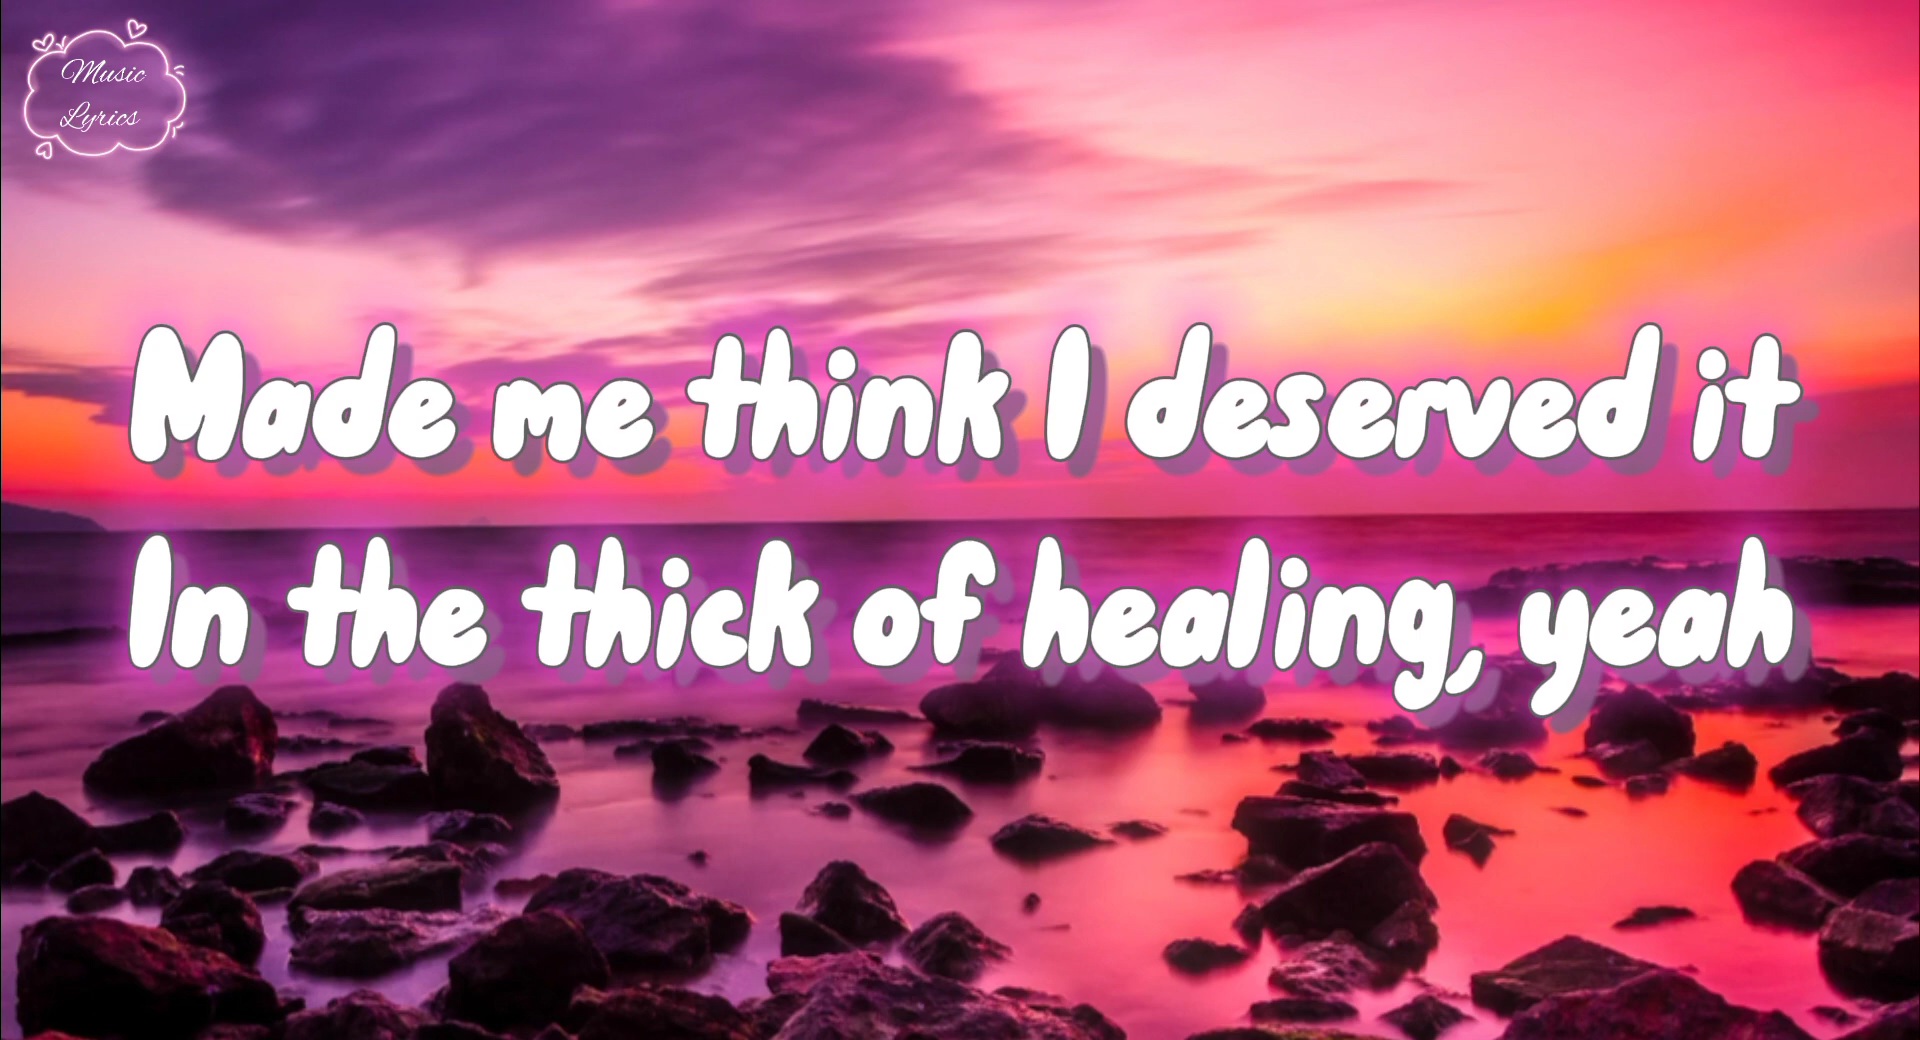 Music
Lyrics
Made me think I deserved it
In the thick of healing, yeah